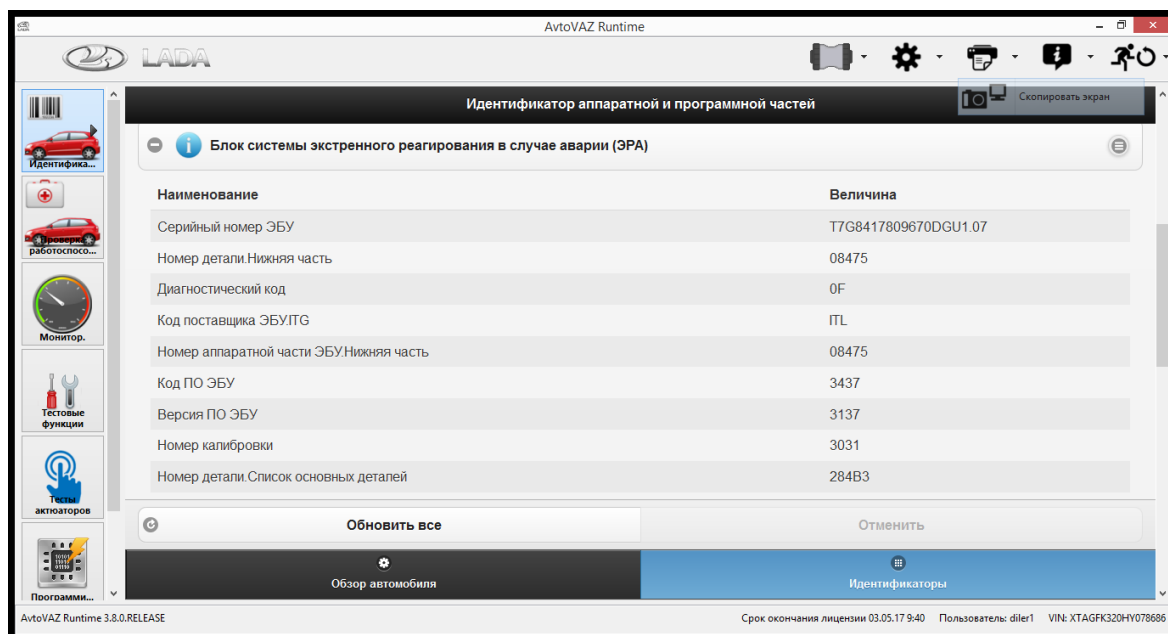 AvtoVAZ Runtime
LADA
Скопировать экран
Идентификатор аппаратной и программной частей
Идентифика...
Блок системы экстренного реагирования в случае аварии (ЭРА)
Наименование Величина
Серийный номер ЭБУ T7G8417809670DGU1.07
Номер детали.Нижняя часть 08475
Диагностический код 0F
Код поставщика ЭБУ.ITG ITL
Номер аппаратной части ЭБУ.Нижняя часть 08475
Код ПО ЭБУ 3437
Версия ПО ЭБУ 3137
Номер калибровки 3031
Номер детали.Список основных деталей 284B3
Проверка
работоспосо...
Монитор.
Тестовые
функции
Тесты
актюаторов
Программи...
Обновить все Отменить
Обзор автомобиля Идентификаторы
AvtoVAZ Runtime 3.8.0.RELEASE Срок окончания лицензии 03.05.17 9:40 Пользователь: diler1 VIN: XTAGFK320HY078686